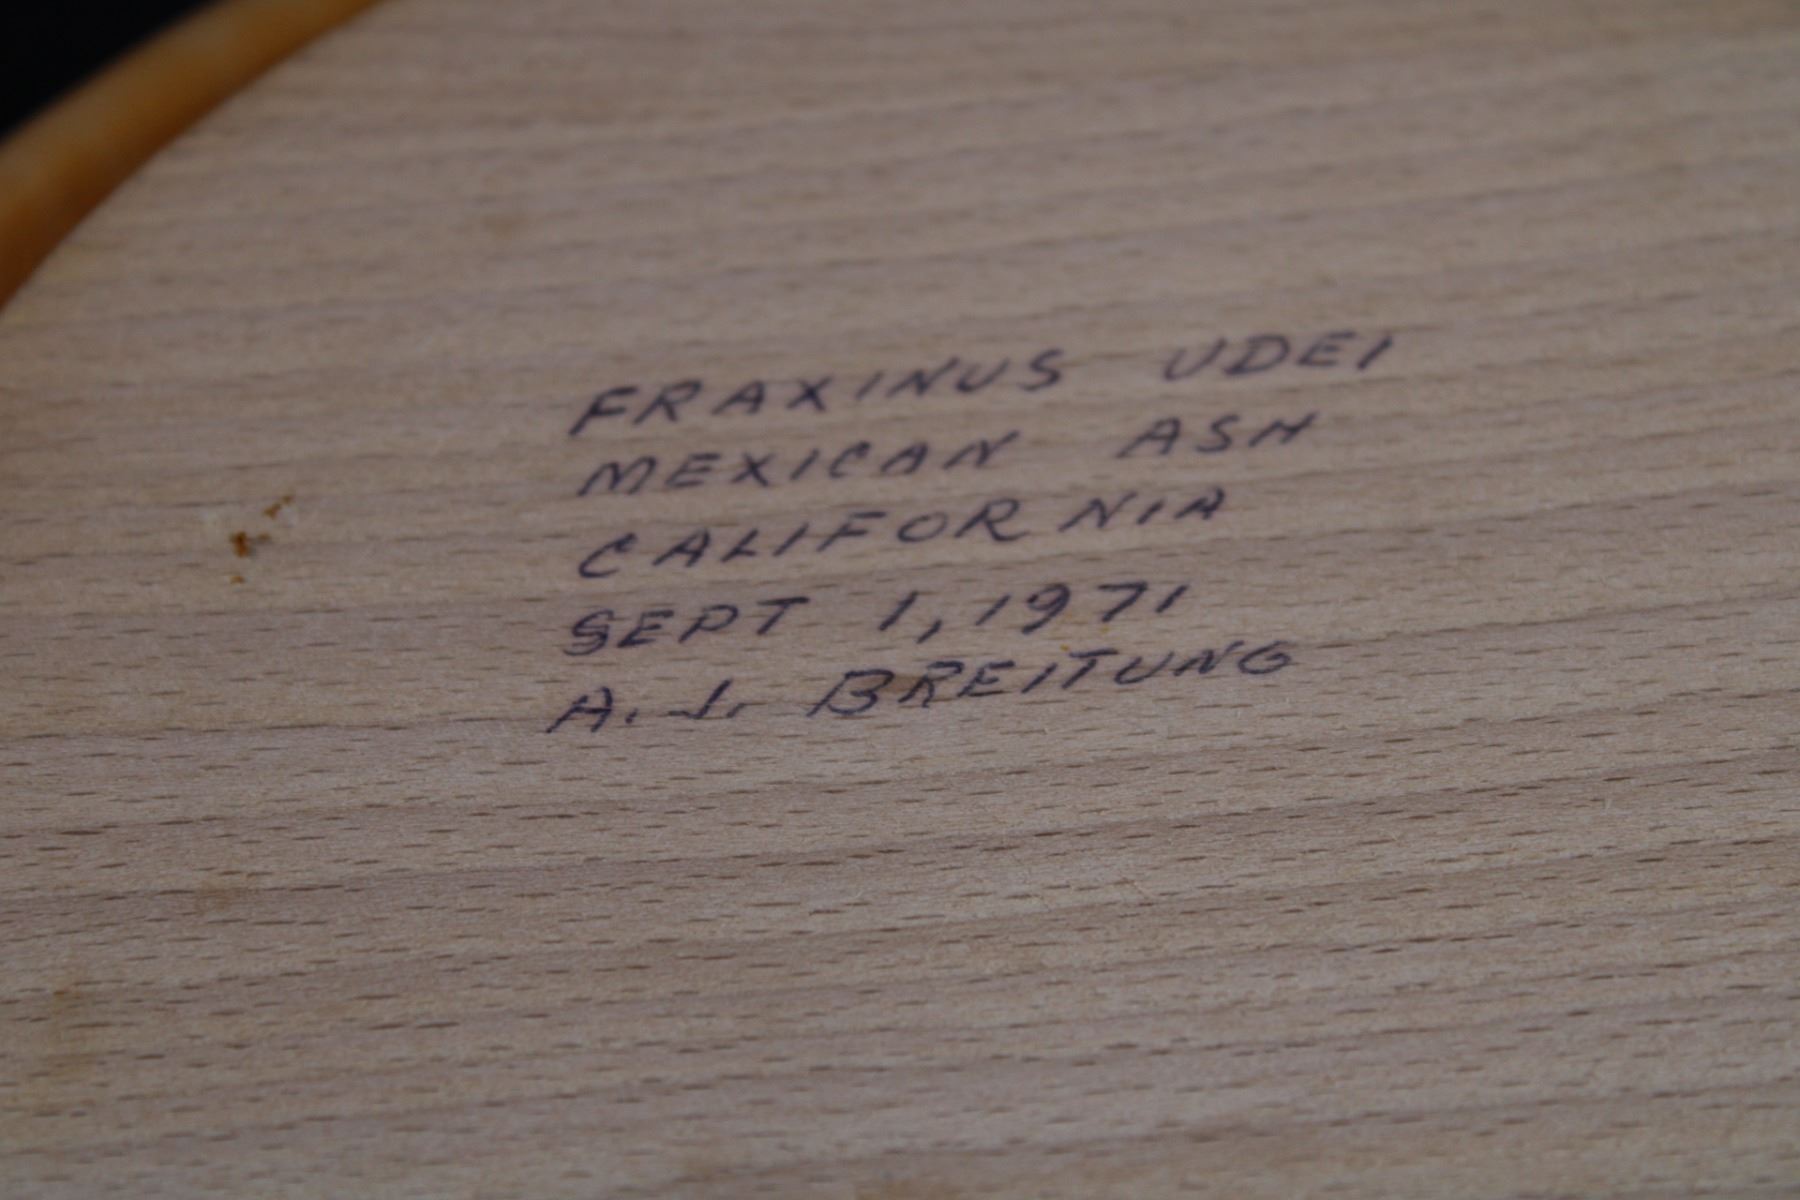 FRAXINUS UDEI
MEXICAN ASH
CALIFORNIA
SEPT 1, 1971
A. J. BREITUNG